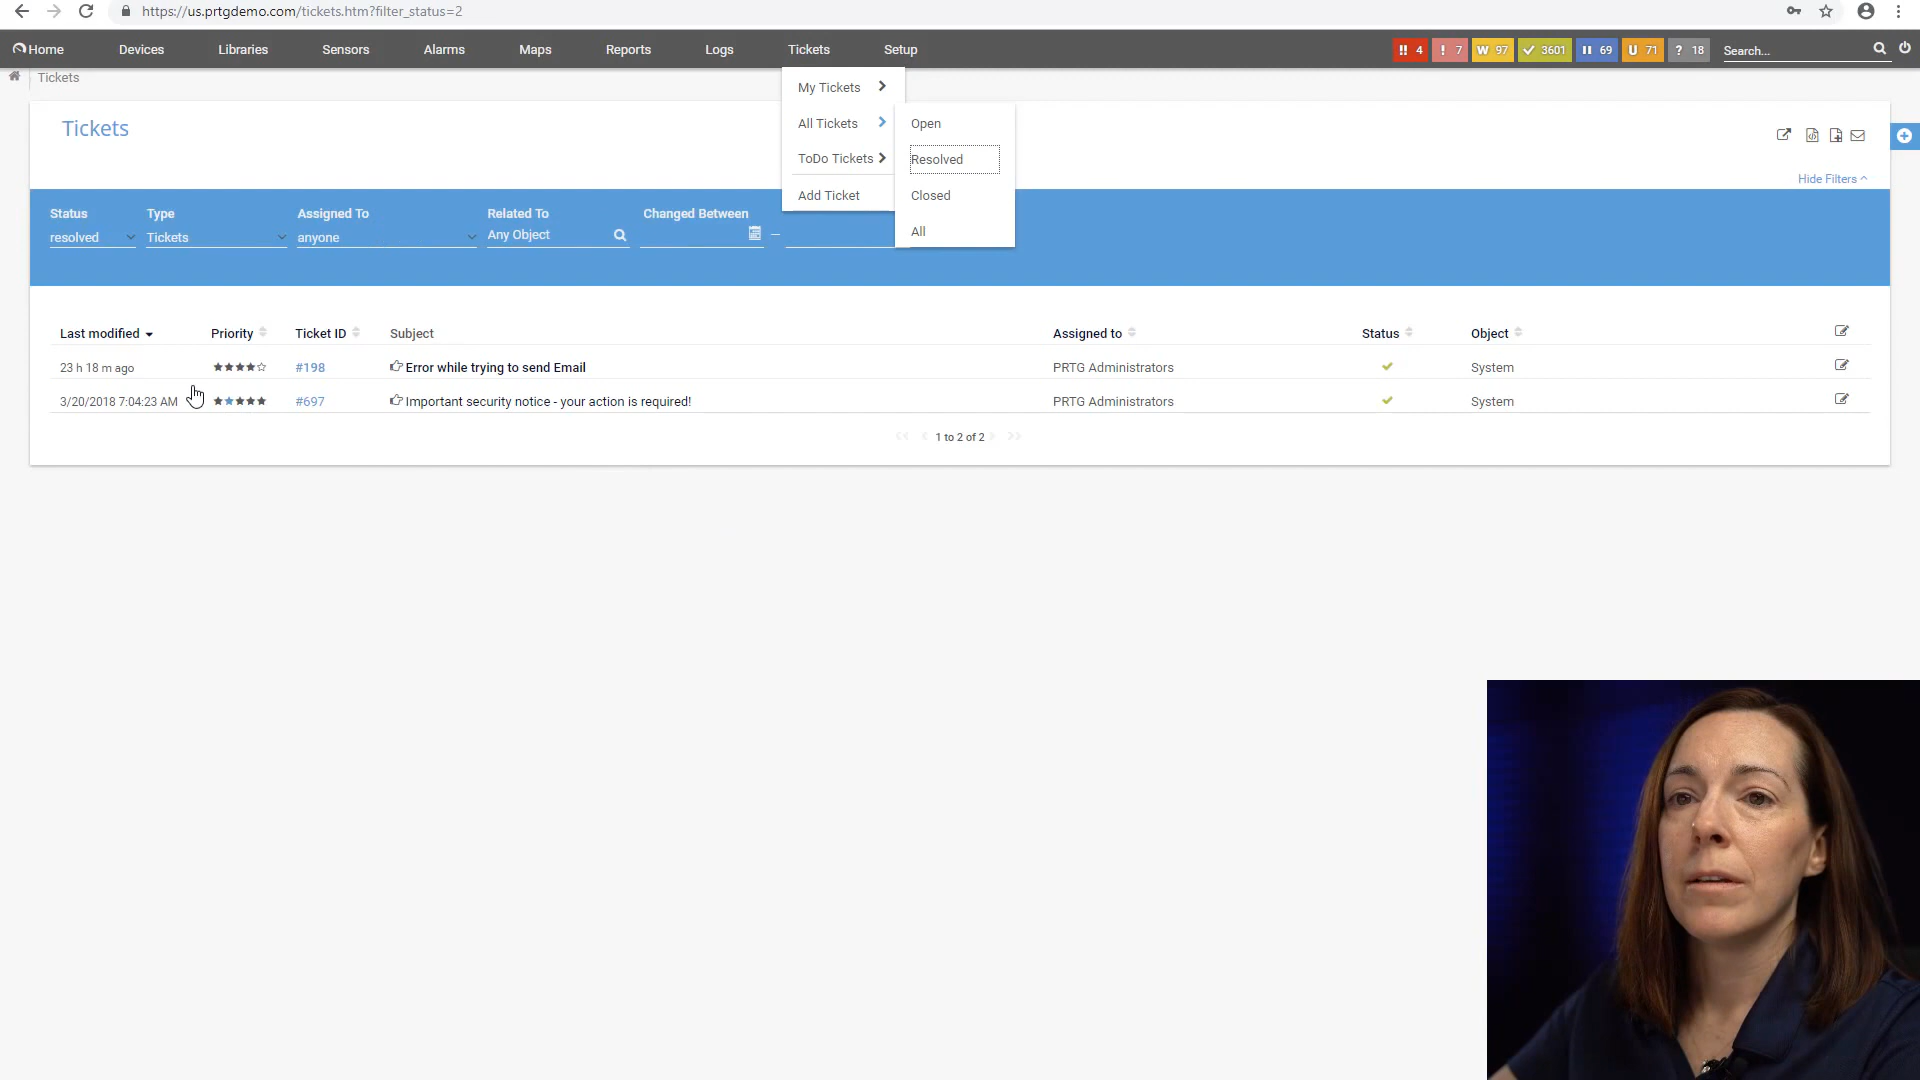 https://us.prtgdemo.com/tickets.htm?filter_status=2
Home Devices Libraries Sensors Alarms Maps Reports Logs Tickets Setup !! 4 ! 7 W 97 3601 69 U 71 ? 18 Search...
Tickets
My Tickets
Tickets
All Tickets Open
ToDo Tickets Resolved
Hide Filters
Add Ticket Closed
Status Type Assigned To Related To Changed Between
resolved Tickets anyone Any Object – All
Last modified Priority Ticket ID Subject Assigned to Status Object
23 h 18 m ago #198 Error while trying to send Email PRTG Administrators System
3/20/2018 7:04:23 AM #697 Important security notice - your action is required! PRTG Administrators System
<< < 1 to 2 of 2 > >>